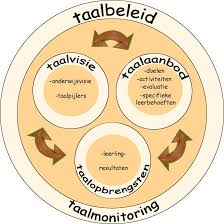 taalbeleid
taalvisie
-onderwijsvisie
-taalpijlers
taalaanbod
-doelen
-activiteiten
-evaluatie
-specifieke
leerbehoeften
-leerling-
resultaten
taalopbrengsten
taalmonitoring